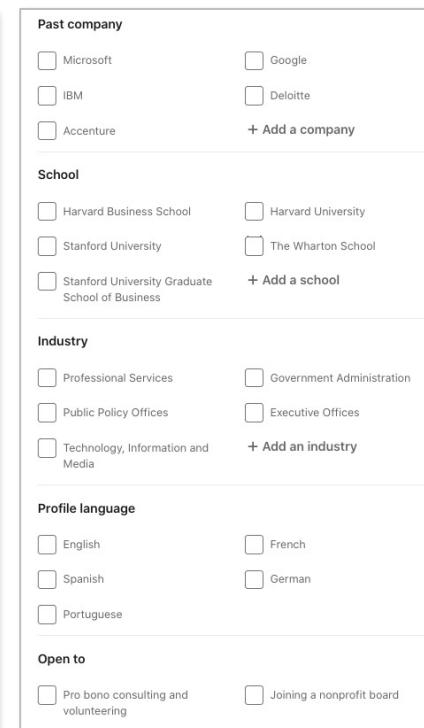 Past company
Microsoft
Google
IBM
Deloitte
Accenture
+ Add a company
School
Harvard Business School
Harvard University
Stanford University
The Wharton School
Stanford University Graduate
School of Business
+ Add a school
Industry
Professional Services
Government Administration
Public Policy Offices
Executive Offices
Technology, Information and
Media
+ Add an industry
Profile language
English
French
Spanish
German
Portuguese
Open to
Pro bono consulting and
volunteering
Joining a nonprofit board